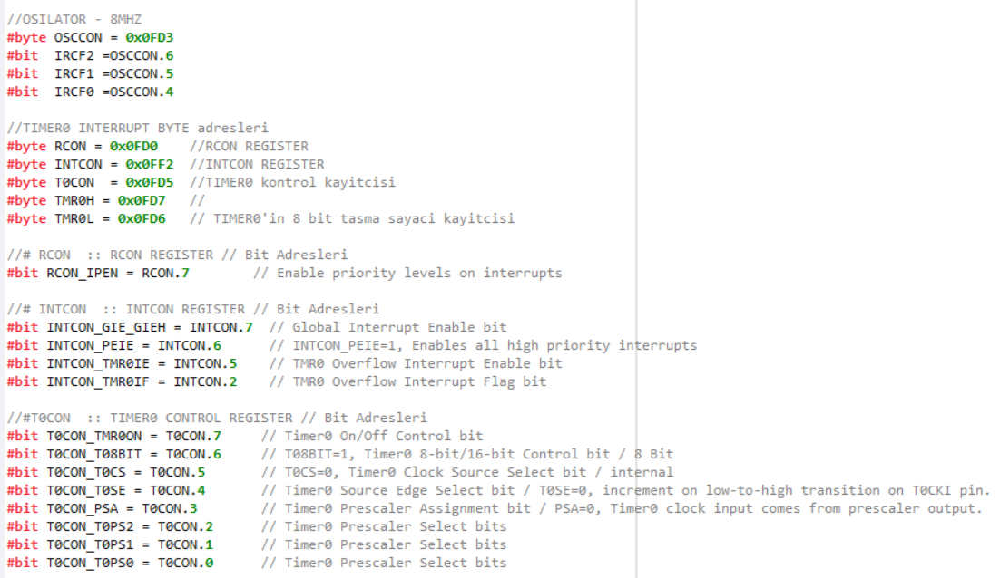 //OSILATOR - 8MHZ
#byte OSCCON = 0x0FD3
#bit  IRCF2 =OSCCON.6
#bit  IRCF1 =OSCCON.5
#bit  IRCF0 =OSCCON.4
//TIMER0 INTERRUPT BYTE adresleri
#byte RCON = 0x0FD0    //RCON REGISTER
#byte INTCON = 0x0FF2  //INTCON REGISTER
#byte T0CON  = 0x0FD5  //TIMER0 kontrol kayitcisi
#byte TMR0H = 0x0FD7   //
#byte TMR0L = 0x0FD6   // TIMER0'in 8 bit tasma sayaci kayitcisi
//# RCON  :: RCON REGISTER // Bit Adresleri
#bit RCON_IPEN = RCON.7        // Enable priority levels on interrupts
//# INTCON  :: INTCON REGISTER // Bit Adresleri
#bit INTCON_GIE_GIEH = INTCON.7  // Global Interrupt Enable bit
#bit INTCON_PEIE = INTCON.6      // INTCON_PEIE=1, Enables all high priority interrupts
#bit INTCON_TMR0IE = INTCON.5    // TMR0 Overflow Interrupt Enable bit
#bit INTCON_TMR0IF = INTCON.2    // TMR0 Overflow Interrupt Flag bit
//#T0CON  :: TIMER0 CONTROL REGISTER // Bit Adresleri
#bit T0CON_TMR0ON = T0CON.7     // Timer0 On/Off Control bit
#bit T0CON_T08BIT = T0CON.6     // T08BIT=1, Timer0 8-bit/16-bit Control bit / 8 Bit
#bit T0CON_T0CS = T0CON.5       // T0CS=0, Timer0 Clock Source Select bit / internal
#bit T0CON_T0SE = T0CON.4       // Timer0 Source Edge Select bit / T0SE=0, increment on low-to-high transition on T0CKI pin.
#bit T0CON_PSA = T0CON.3        // Timer0 Prescaler Assignment bit / PSA=0, Timer0 clock input comes from prescaler output.
#bit T0CON_T0PS2 = T0CON.2      // Timer0 Prescaler Select bits
#bit T0CON_T0PS1 = T0CON.1      // Timer0 Prescaler Select bits
#bit T0CON_T0PS0 = T0CON.0      // Timer0 Prescaler Select bits